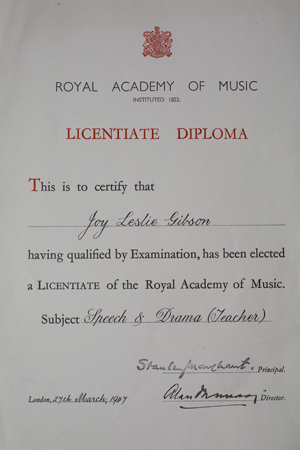 ROYAL ACADEMY OF MUSIC
INSTITUTED 1822.
LICENTIATE DIPLOMA
This is to certify that
Joy Leslie Gibson
having qualified by Examination, has been elected
a LICENTIATE of the Royal Academy of Music.
Subject Speech & Drama (Teacher)
Stanley Marchant. Principal.
London, 27th March, 1947 Director.